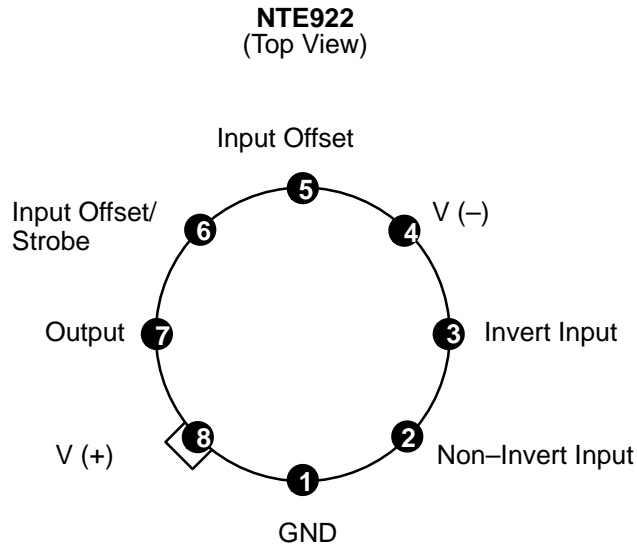 NTE922
(Top View)
Input Offset
5
Input Offset/
Strobe
6
4
V (–)
Output
7
3
Invert Input
V (+)
8
2
Non–Invert Input
1
GND